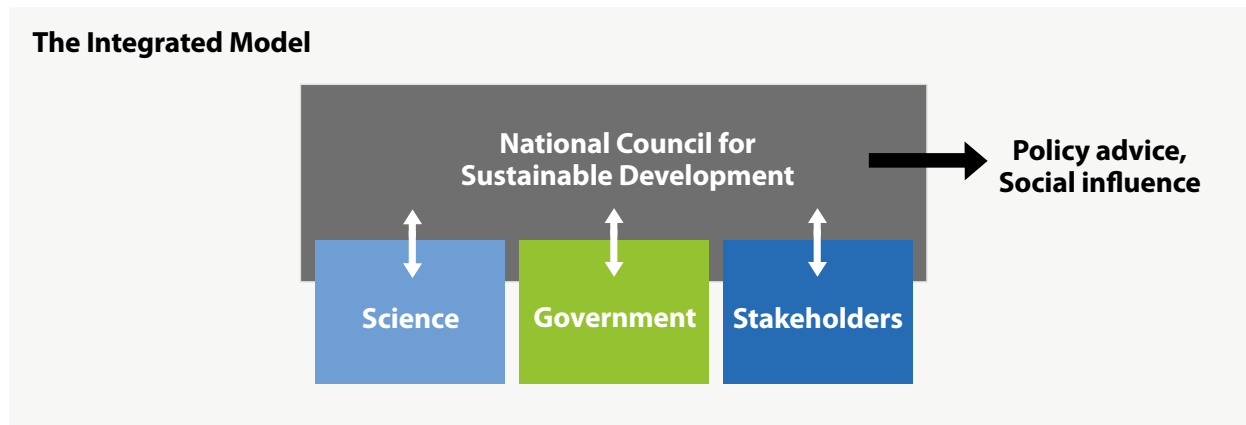 The Integrated Model
National Council for
Sustainable Development
Policy advice,
Social influence
Science
Government
Stakeholders